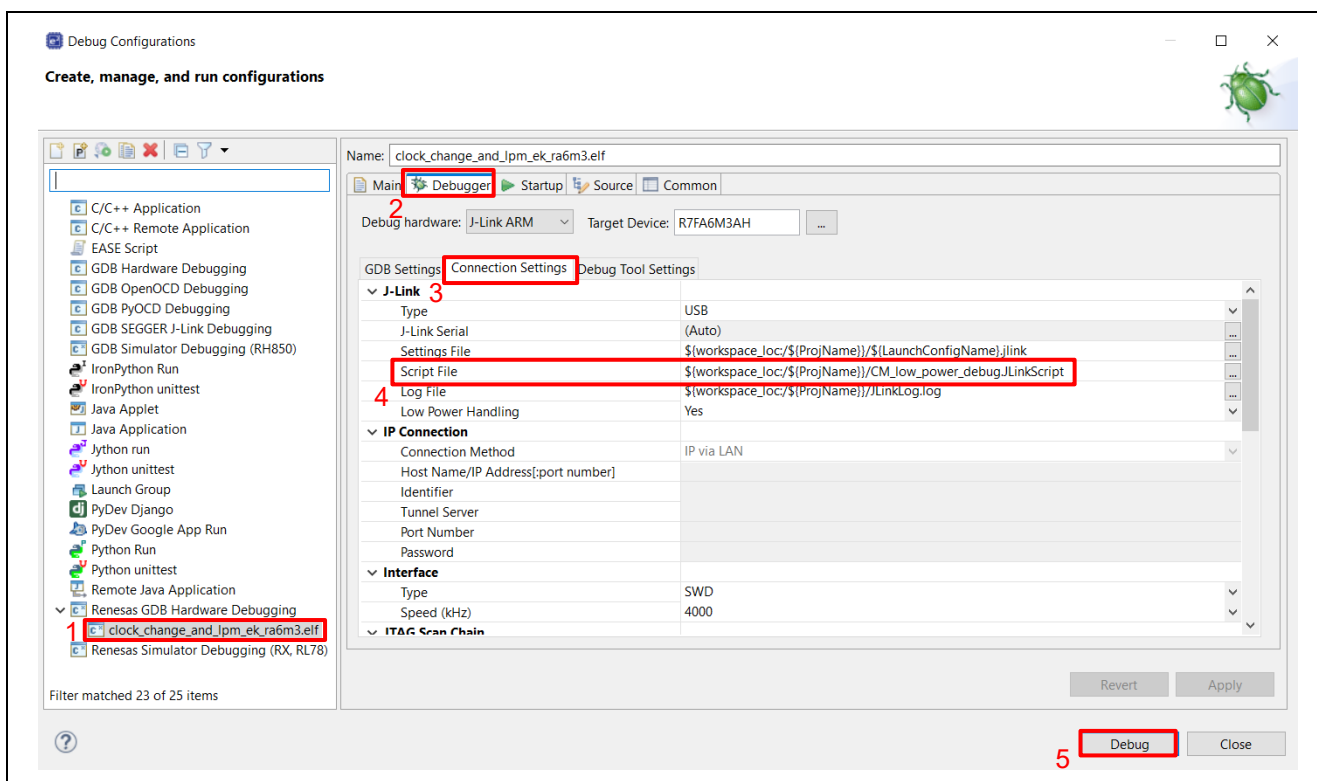 Debug Configurations
Create, manage, and run configurations
Name: clock_change_and_lpm_ek_ra6m3.elf
Main Debugger Startup Source Common
2
Debug hardware: J-Link ARM Target Device: R7FA6M3AH ...
GDB Settings Connection Settings Debug Tool Settings
3
J-Link
Type USB
J-Link Serial (Auto) ...
Settings File ${workspace_loc:/${ProjName}}/${LaunchConfigName}.jlink ...
Script File ${workspace_loc:/${ProjName}}/CM_low_power_debug.JLinkScript ...
4
Log File ${workspace_loc:/${ProjName}}/JLinkLog.log ...
Low Power Handling Yes
IP Connection
Connection Method IP via LAN
Host Name/IP Address[:port number]
Identifier
Tunnel Server
Port Number
Password
Interface
Type SWD
Speed (kHz) 4000
JTAG Scan Chain
C/C++ Application
C/C++ Remote Application
EASE Script
GDB Hardware Debugging
GDB OpenOCD Debugging
GDB PyOCD Debugging
GDB SEGGER J-Link Debugging
GDB Simulator Debugging (RH850)
IronPython Run
IronPython unittest
Java Applet
Java Application
Jython run
Jython unittest
Launch Group
dj PyDev Django
PyDev Google App Run
Python Run
Python unittest
Remote Java Application
Renesas GDB Hardware Debugging
1 clock_change_and_lpm_ek_ra6m3.elf
Renesas Simulator Debugging (RX, RL78)
Filter matched 23 of 25 items
Revert Apply
? Debug Close
5